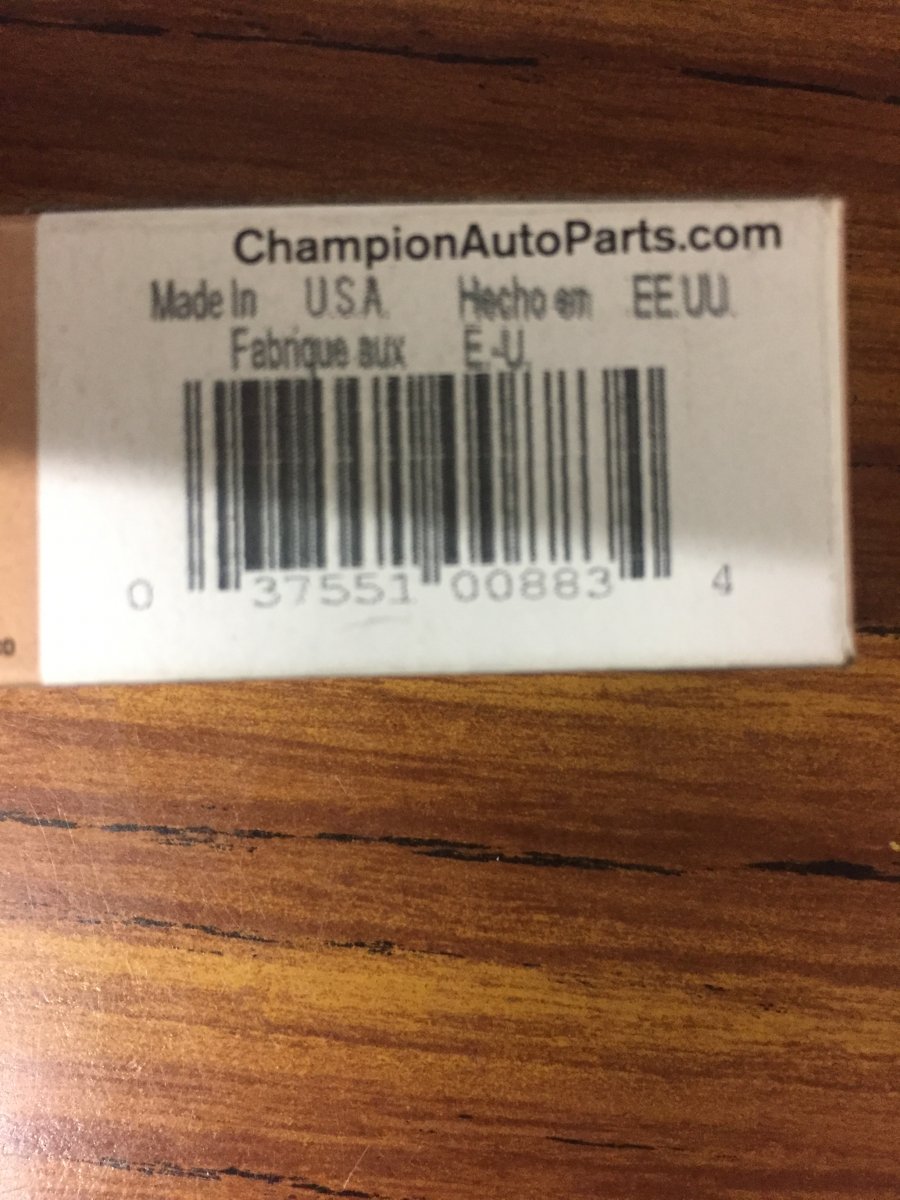 ChampionAutoParts.com
Made In U.S.A. Hecho en EE.UU.
Fabrique aux E.-U.
0 37551 00883 4